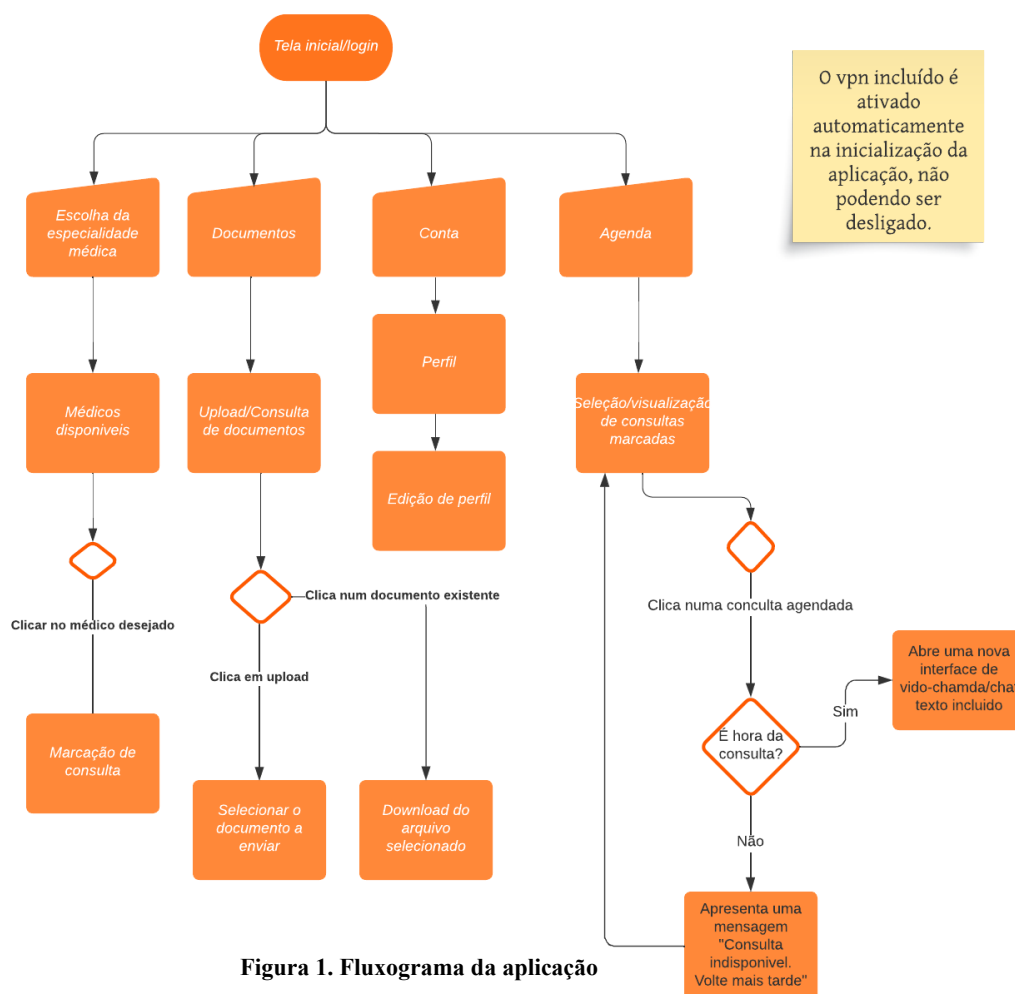 Tela inicial/login
O vpn incluído é
ativado
automaticamente
na inicialização da
aplicação, não
podendo ser
desligado.
Escolha da
especialidade
médica
Documentos
Conta
Agenda
Perfil
Médicos
disponiveis
Upload/Consulta
de documentos
Seleção/visualização
de consultas
marcadas
Edição de perfil
Clica num documento existente
Clica numa conculta agendada
Clicar no médico desejado
Clica em upload
Abre uma nova
interface de
vido-chamda/chat
texto incluido
Sim
É hora da
consulta?
Marcação de
consulta
Selecionar o
documento a
enviar
Download do
arquivo
selecionado
Não
Apresenta uma
mensagem
"Consulta
indisponivel.
Volte mais tarde"
Figura 1. Fluxograma da aplicação